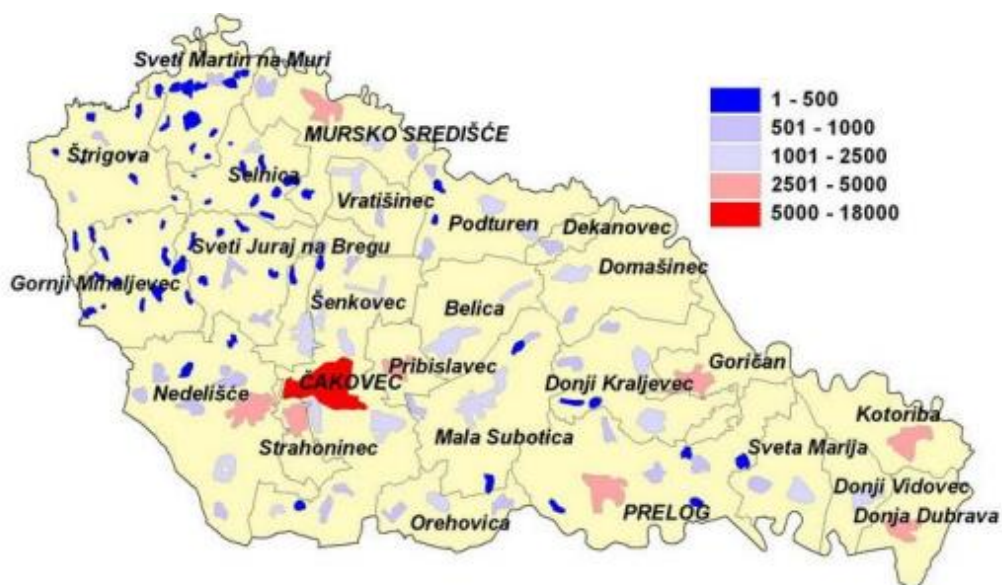 Sveti Martin na Muri
1 - 500
501 - 1000
1001 - 2500
2501 - 5000
5000 - 18000
MURSKO SREDIŠĆE
Štrigova
Selnica
Vratišinec
Podturen
Dekanovec
Sveti Juraj na Bregu
Domašinec
Gornji Mihaljevec
Šenkovec
Belica
Pribislavec
Goričan
ČAKOVEC
Donji Kraljevec
Nedelišće
Kotoriba
Mala Subotica
Strahoninec
Sveta Marija
Donji Vidovec
PRELOG
Donja Dubrava
Orehovica